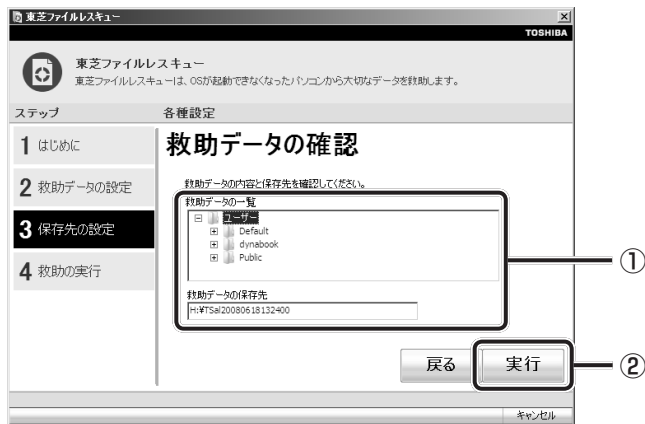 東芝ファイルレスキュー
TOSHIBA
東芝ファイルレスキュー
東芝ファイルレスキューは、OSが起動できなくなったパソコンから大切なデータを救助します。
ステップ 各種設定
1 はじめに
2 救助データの設定
3 保存先の設定
4 救助の実行
救助データの確認
救助データの内容と保存先を確認してください。
救助データの一覧
ユーザー
Default
dynabook
Public
救助データの保存先
H:¥TSal20080618132400
戻る 実行
キャンセル
①
②